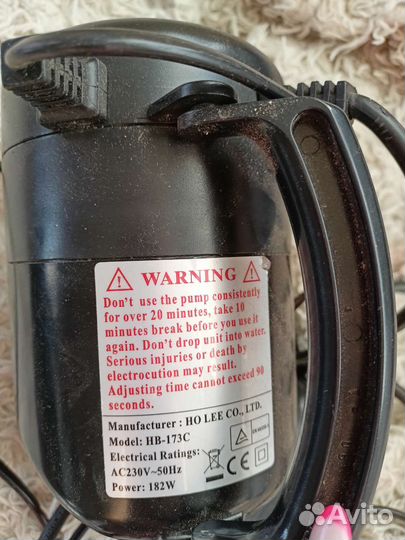 WARNING
Don't use the pump consistently
for over 20 minutes, take 10
minutes break before you use it
again. Don't drop unit into water.
Serious injuries or death by
electrocution may result.
Adjusting time cannot exceed 90
seconds.
Manufacturer : HO LEE CO., LTD.
Model: HB-173C
Electrical Ratings:
AC230V~50Hz
Power: 182W
CE
Avito